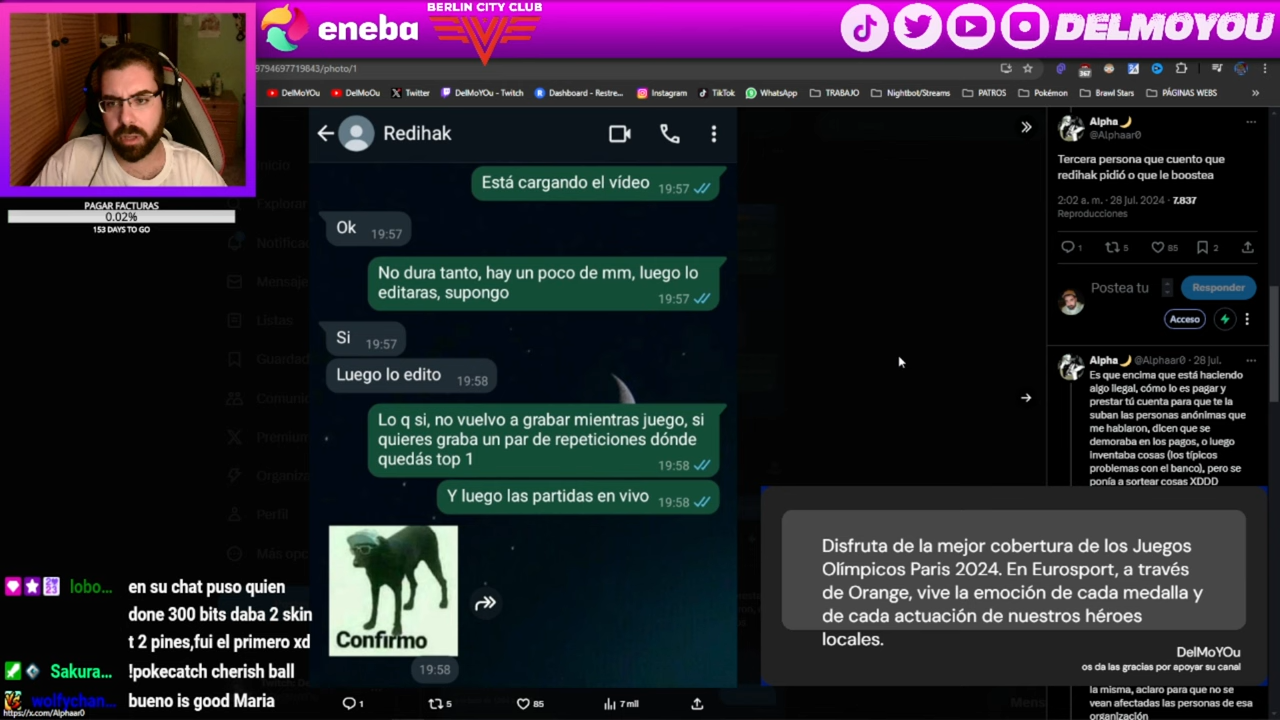 eneba
BERLIN CITY CLUB
DELMOYOU
9794697719843/photo/1
DelMoYOu
DelMoOu
Twitter
DelMoYOu - Twitch
Dashboard - Restre...
Instagram
TikTok
WhatsApp
TRABAJO
Nightbot/Streams
PATROS
Pokémon
Brawl Stars
PÁGINAS WEBS
PAGAR FACTURAS
0.02%
153 DAYS TO GO
Redihak
Está cargando el vídeo 19:57
Ok 19:57
No dura tanto, hay un poco de mm, luego lo
editaras, supongo 19:57
Si 19:57
Luego lo edito 19:58
Lo q si, no vuelvo a grabar mientras juego, si
quieres graba un par de repeticiones dónde
quedás top 1 19:58
Y luego las partidas en vivo 19:58
Confirmo
19:58
1 5 85 7 mil
Alpha
@Alphaar0
Tercera persona que cuento que
redihak pidió o que le boostea
2:02 a. m. · 28 jul. 2024 · 7.837
Reproducciones
1 5 85 2
Postea tu
Responder
Acceso
Alpha @Alphaar0 · 28 jul.
Es que encima que está haciendo
algo llegal, cómo lo es pagar y
prestar tú cuenta para que te la
suban las personas anónimas que
me hablaron, dicen que se
demoraba en los pagos, o luego
inventaba cosas (los típicos
problemas con el banco), pero se
ponía a sortear cosas XDDD
Disfruta de la mejor cobertura de los Juegos
Olímpicos Paris 2024. En Eurosport, a través
de Orange, vive la emoción de cada medalla y
de cada actuación de nuestros héroes
locales.
DelMoYOu
os da las gracias por apoyar su canal
la misma, aclaro para que no se
vean afectadas las personas de esa
organización
lobo... en su chat puso quien
done 300 bits daba 2 skin
t 2 pines,fui el primero xd
Sakura... !pokecatch cherish ball
wolfychan... bueno is good Maria
https://x.com/Alphaar0